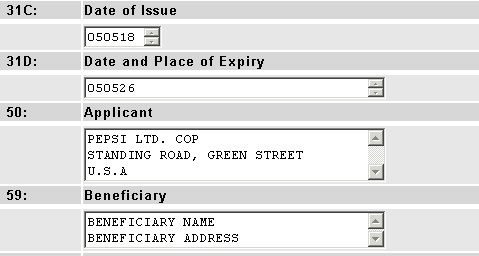 31C: Date of Issue
050518
31D: Date and Place of Expiry
050526
50: Applicant
PEPSI LTD. COP
STANDING ROAD, GREEN STREET
U.S.A
59: Beneficiary
BENEFICIARY NAME
BENEFICIARY ADDRESS